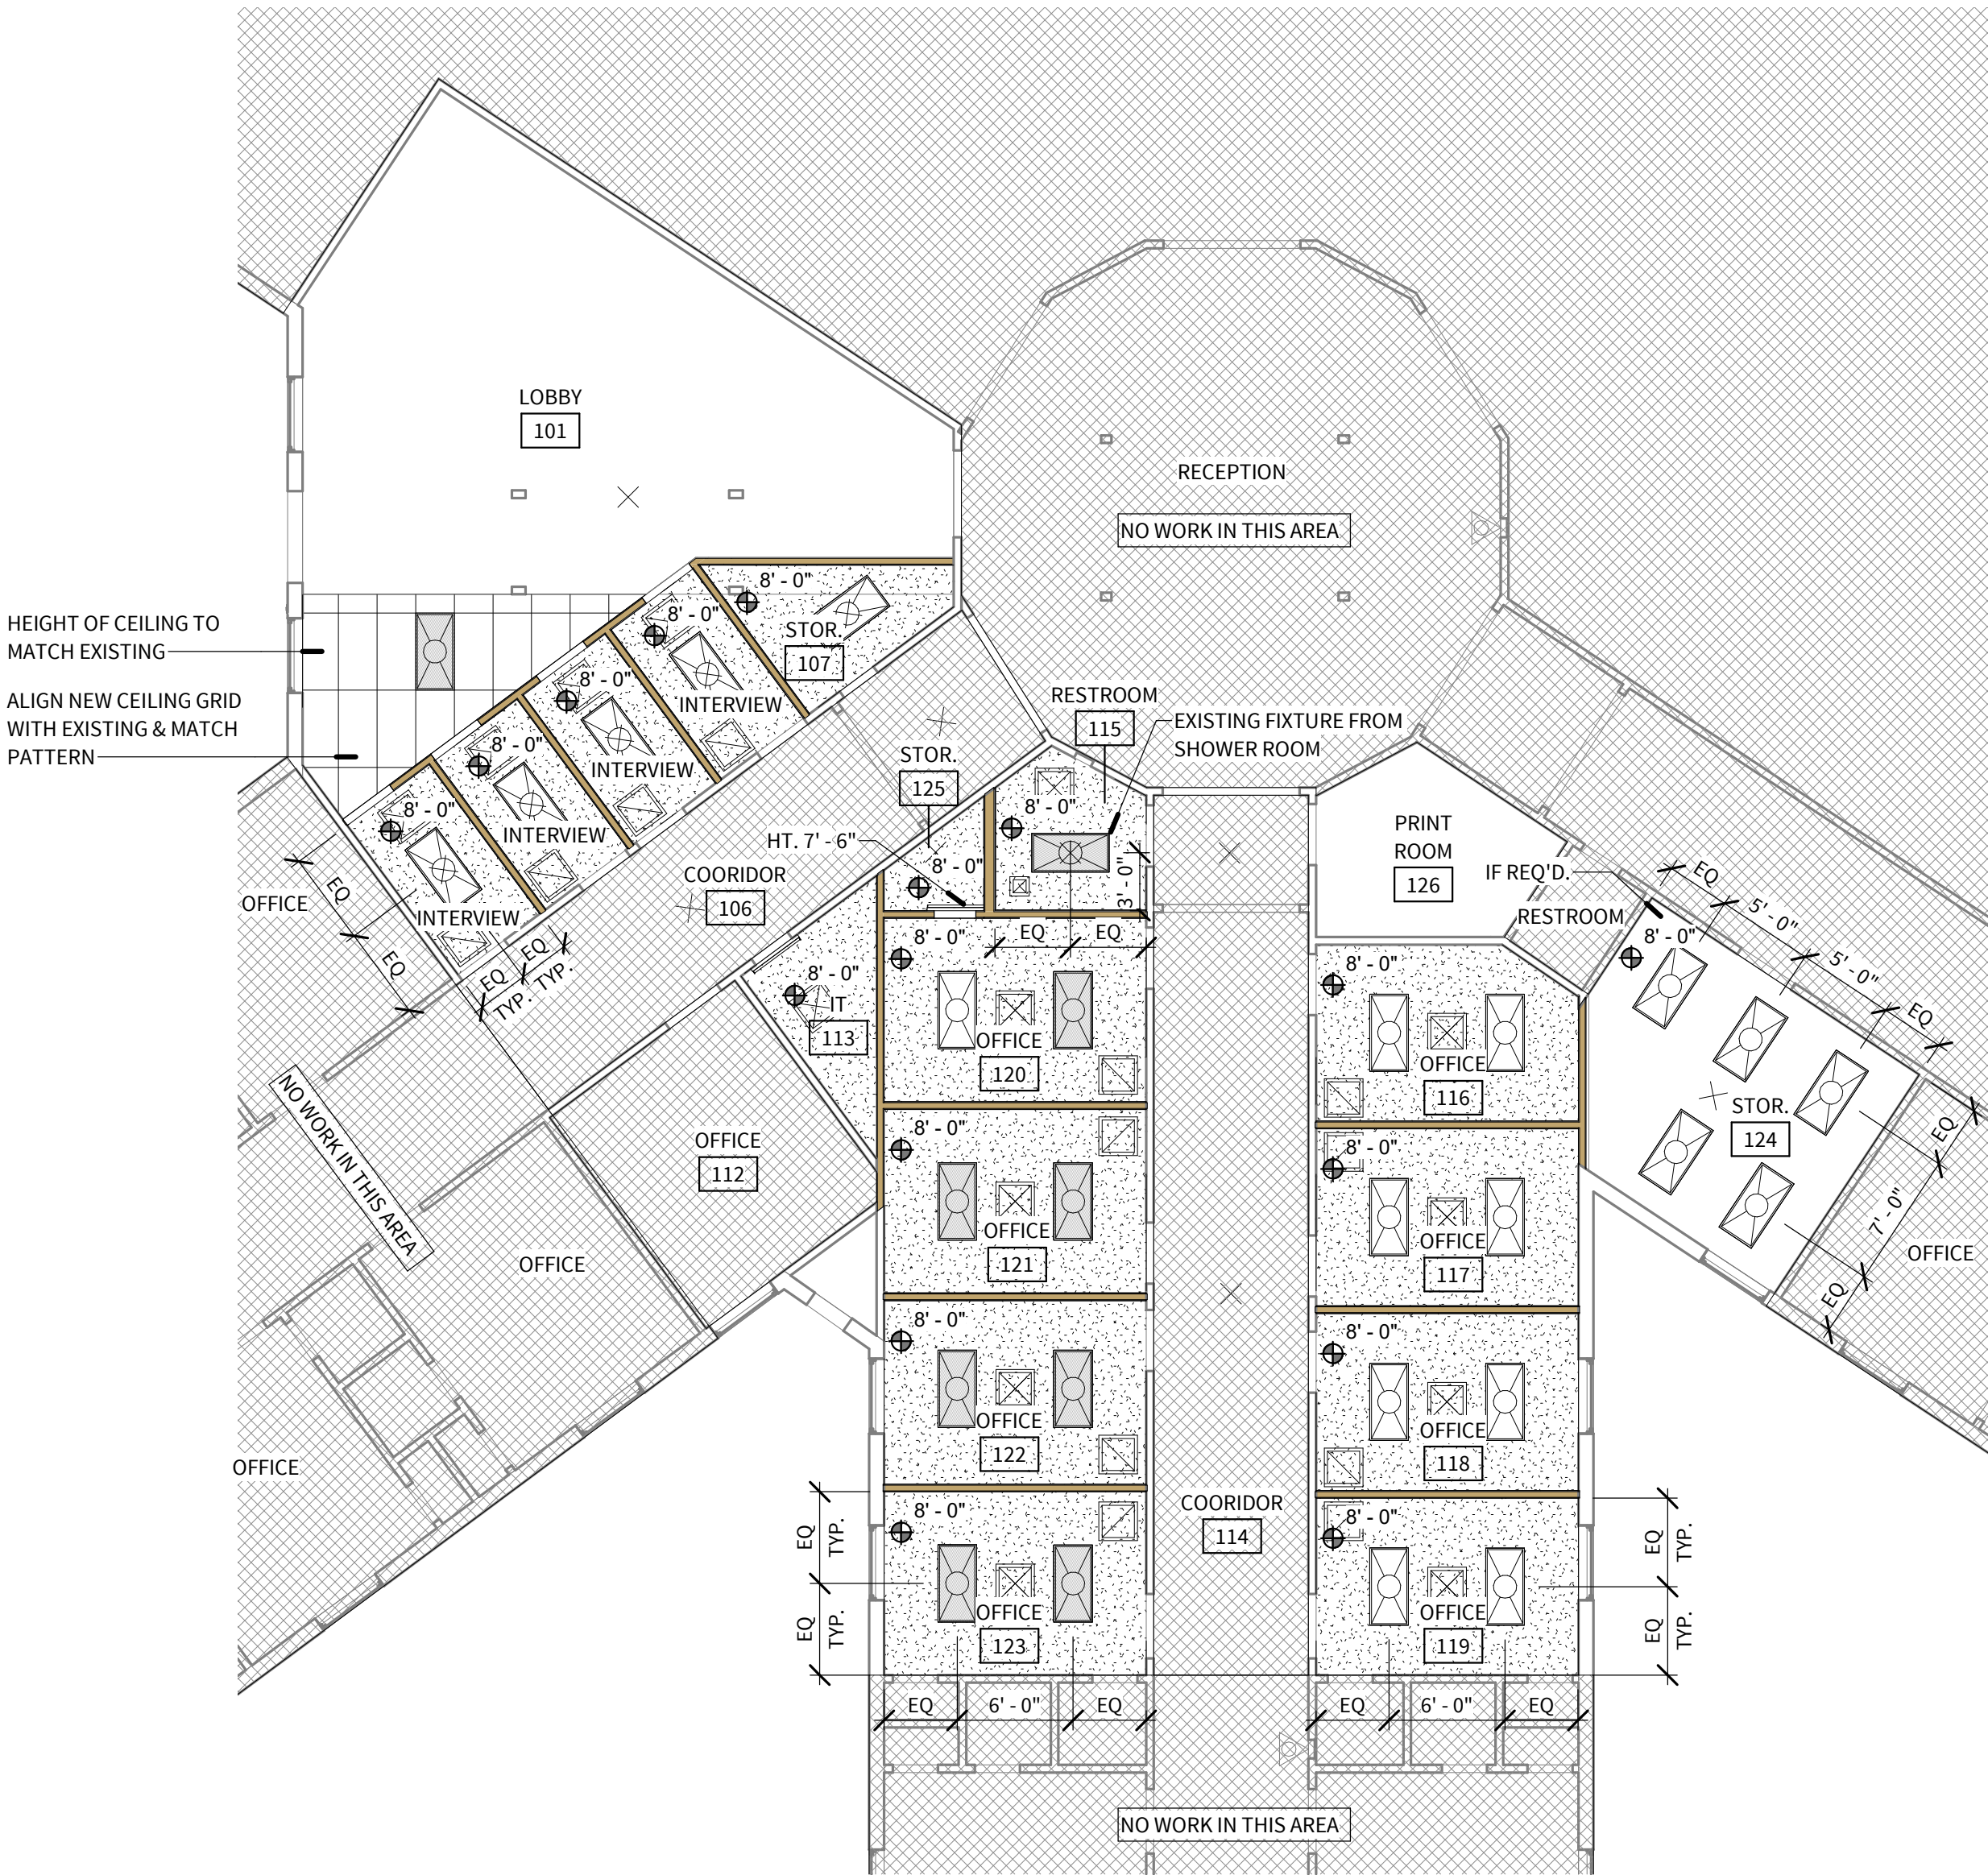 LOBBY
101
RECEPTION
NO WORK IN THIS AREA
HEIGHT OF CEILING TO
MATCH EXISTING
ALIGN NEW CEILING GRID
WITH EXISTING & MATCH
PATTERN
8' - 0"
STOR.
107
8' - 0"
INTERVIEW
8' - 0"
INTERVIEW
8' - 0"
INTERVIEW
8' - 0"
INTERVIEW
EQ
EQ
EQ
TYP.
EQ
TYP.
OFFICE
RESTROOM
115
EXISTING FIXTURE FROM
SHOWER ROOM
8' - 0"
3' - 0"
EQ
EQ
STOR.
125
HT. 7' - 6"
8' - 0"
COORIDOR
106
8' - 0"
IT
113
PRINT
ROOM
126
IF REQ'D.
RESTROOM
EQ
5' - 0"
5' - 0"
EQ
8' - 0"
STOR.
124
EQ
7' - 0"
EQ
OFFICE
NO WORK IN THIS AREA
OFFICE
112
OFFICE
OFFICE
8' - 0"
OFFICE
120
8' - 0"
OFFICE
121
8' - 0"
OFFICE
122
8' - 0"
OFFICE
123
8' - 0"
OFFICE
116
8' - 0"
OFFICE
117
8' - 0"
OFFICE
118
8' - 0"
OFFICE
119
COORIDOR
114
EQ
TYP.
EQ
TYP.
EQ
TYP.
EQ
TYP.
EQ
6' - 0"
EQ
EQ
6' - 0"
EQ
NO WORK IN THIS AREA